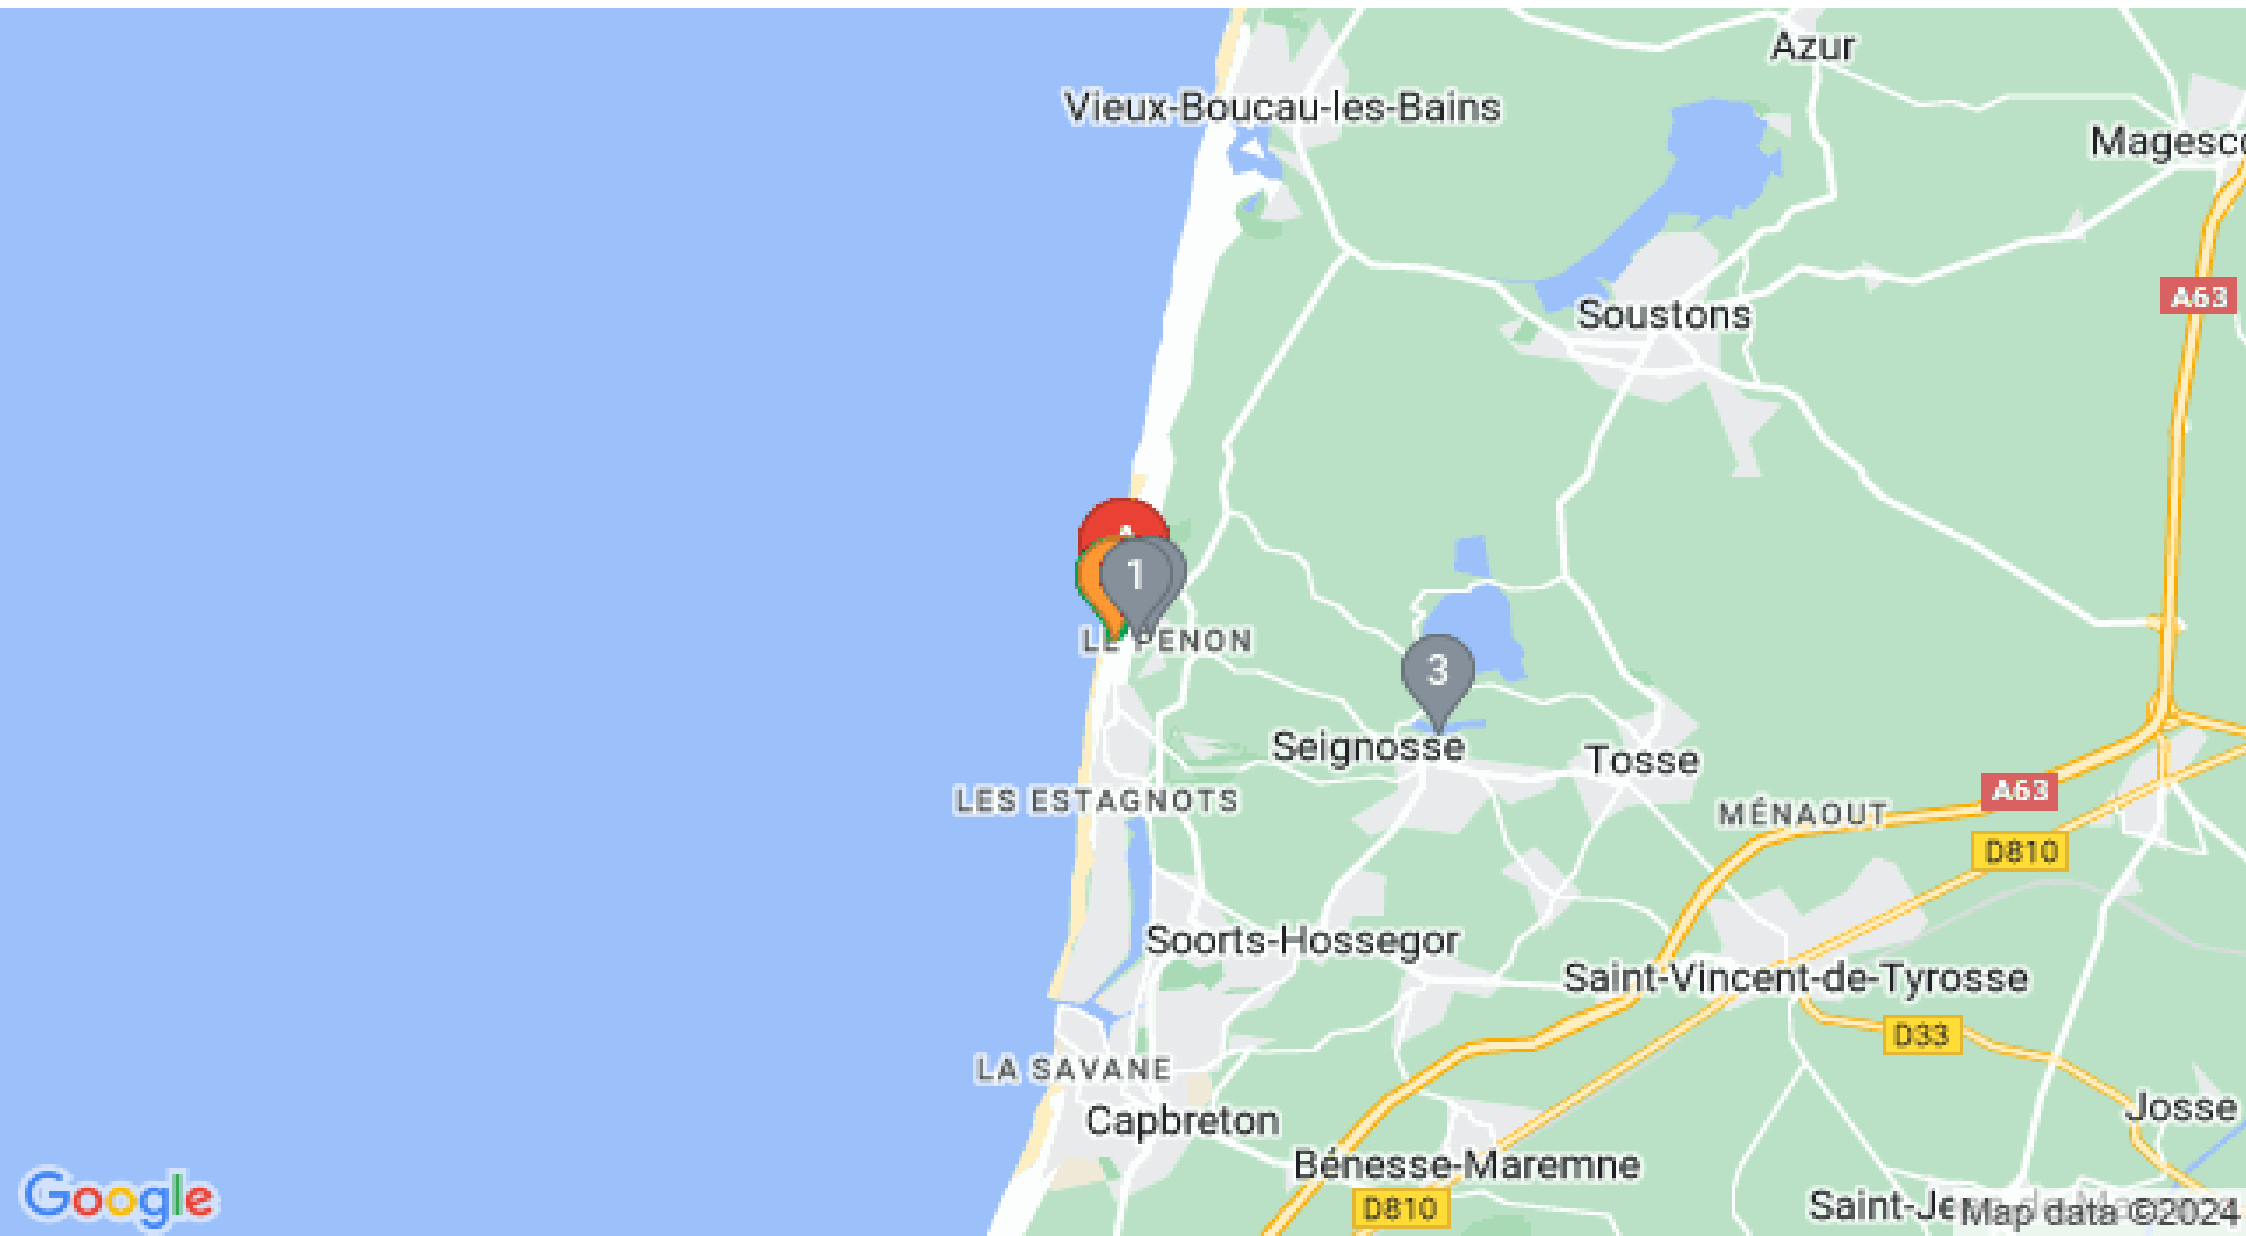 Azur
Vieux-Boucau-les-Bains
Magesc
A63
Soustons
1
LE PENON
3
Seignosse
Tosse
LES ESTAGNOTS
A63
MÉNAOUT
D810
Soorts-Hossegor
Saint-Vincent-de-Tyrosse
D33
LA SAVANE
Josse
Capbreton
Bénesse-Maremne
Google
D810
Saint-Je
Map data ©2024